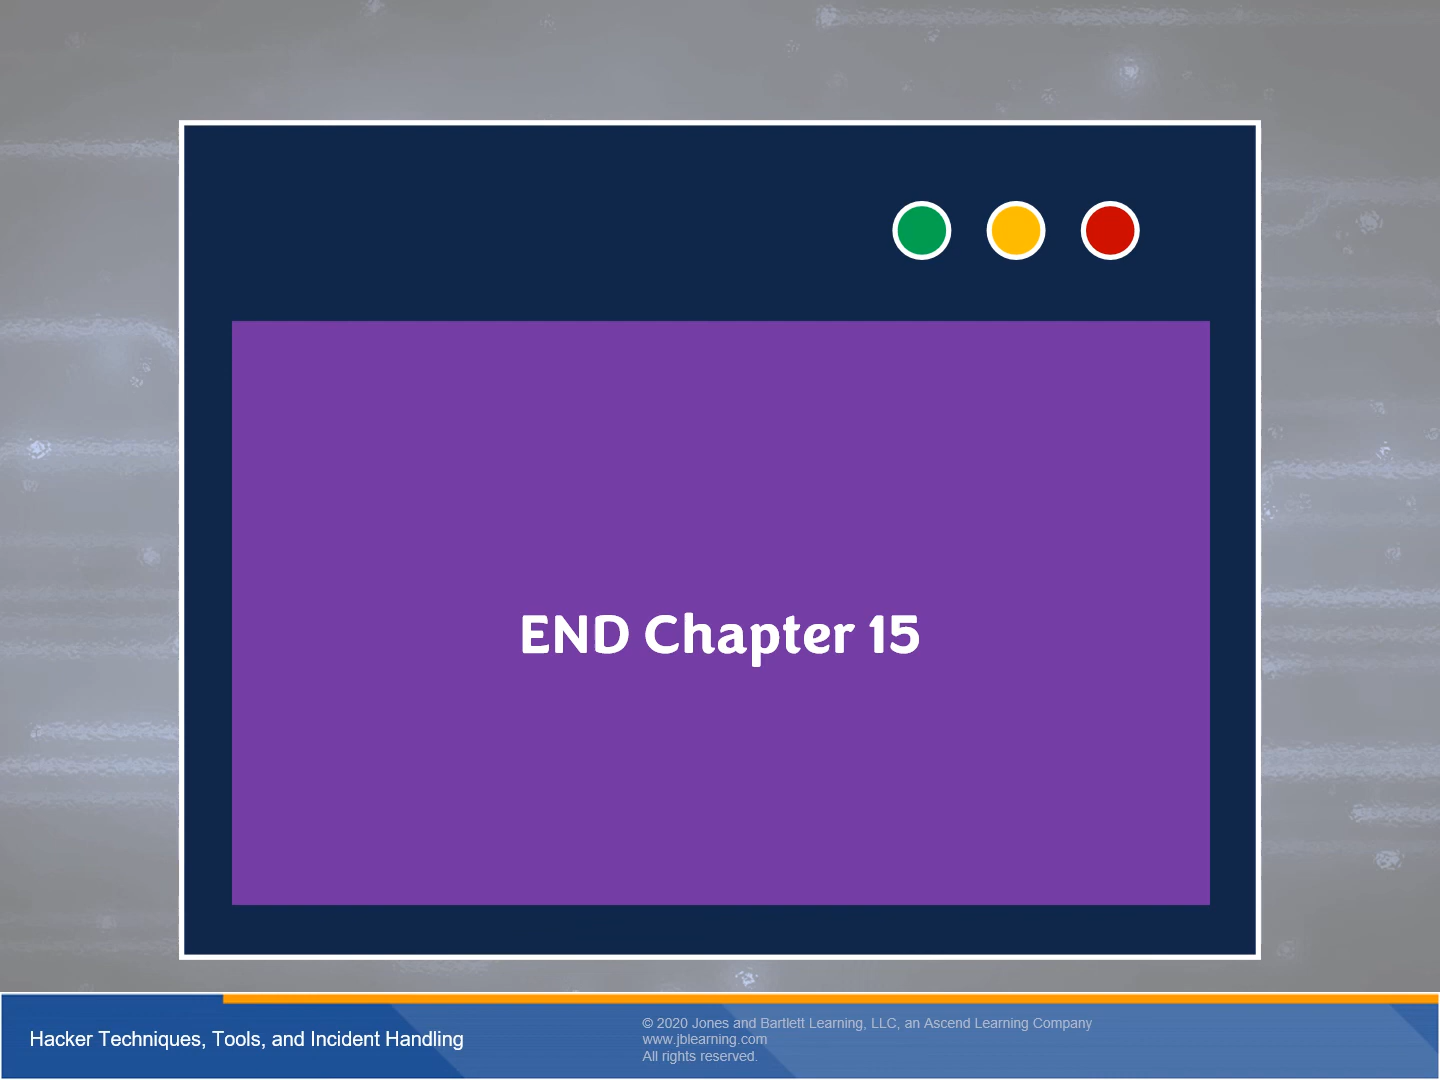 END Chapter 15
Hacker Techniques, Tools, and Incident Handling
© 2020 Jones and Bartlett Learning, LLC, an Ascend Learning Company
www.jblearning.com
All rights reserved.